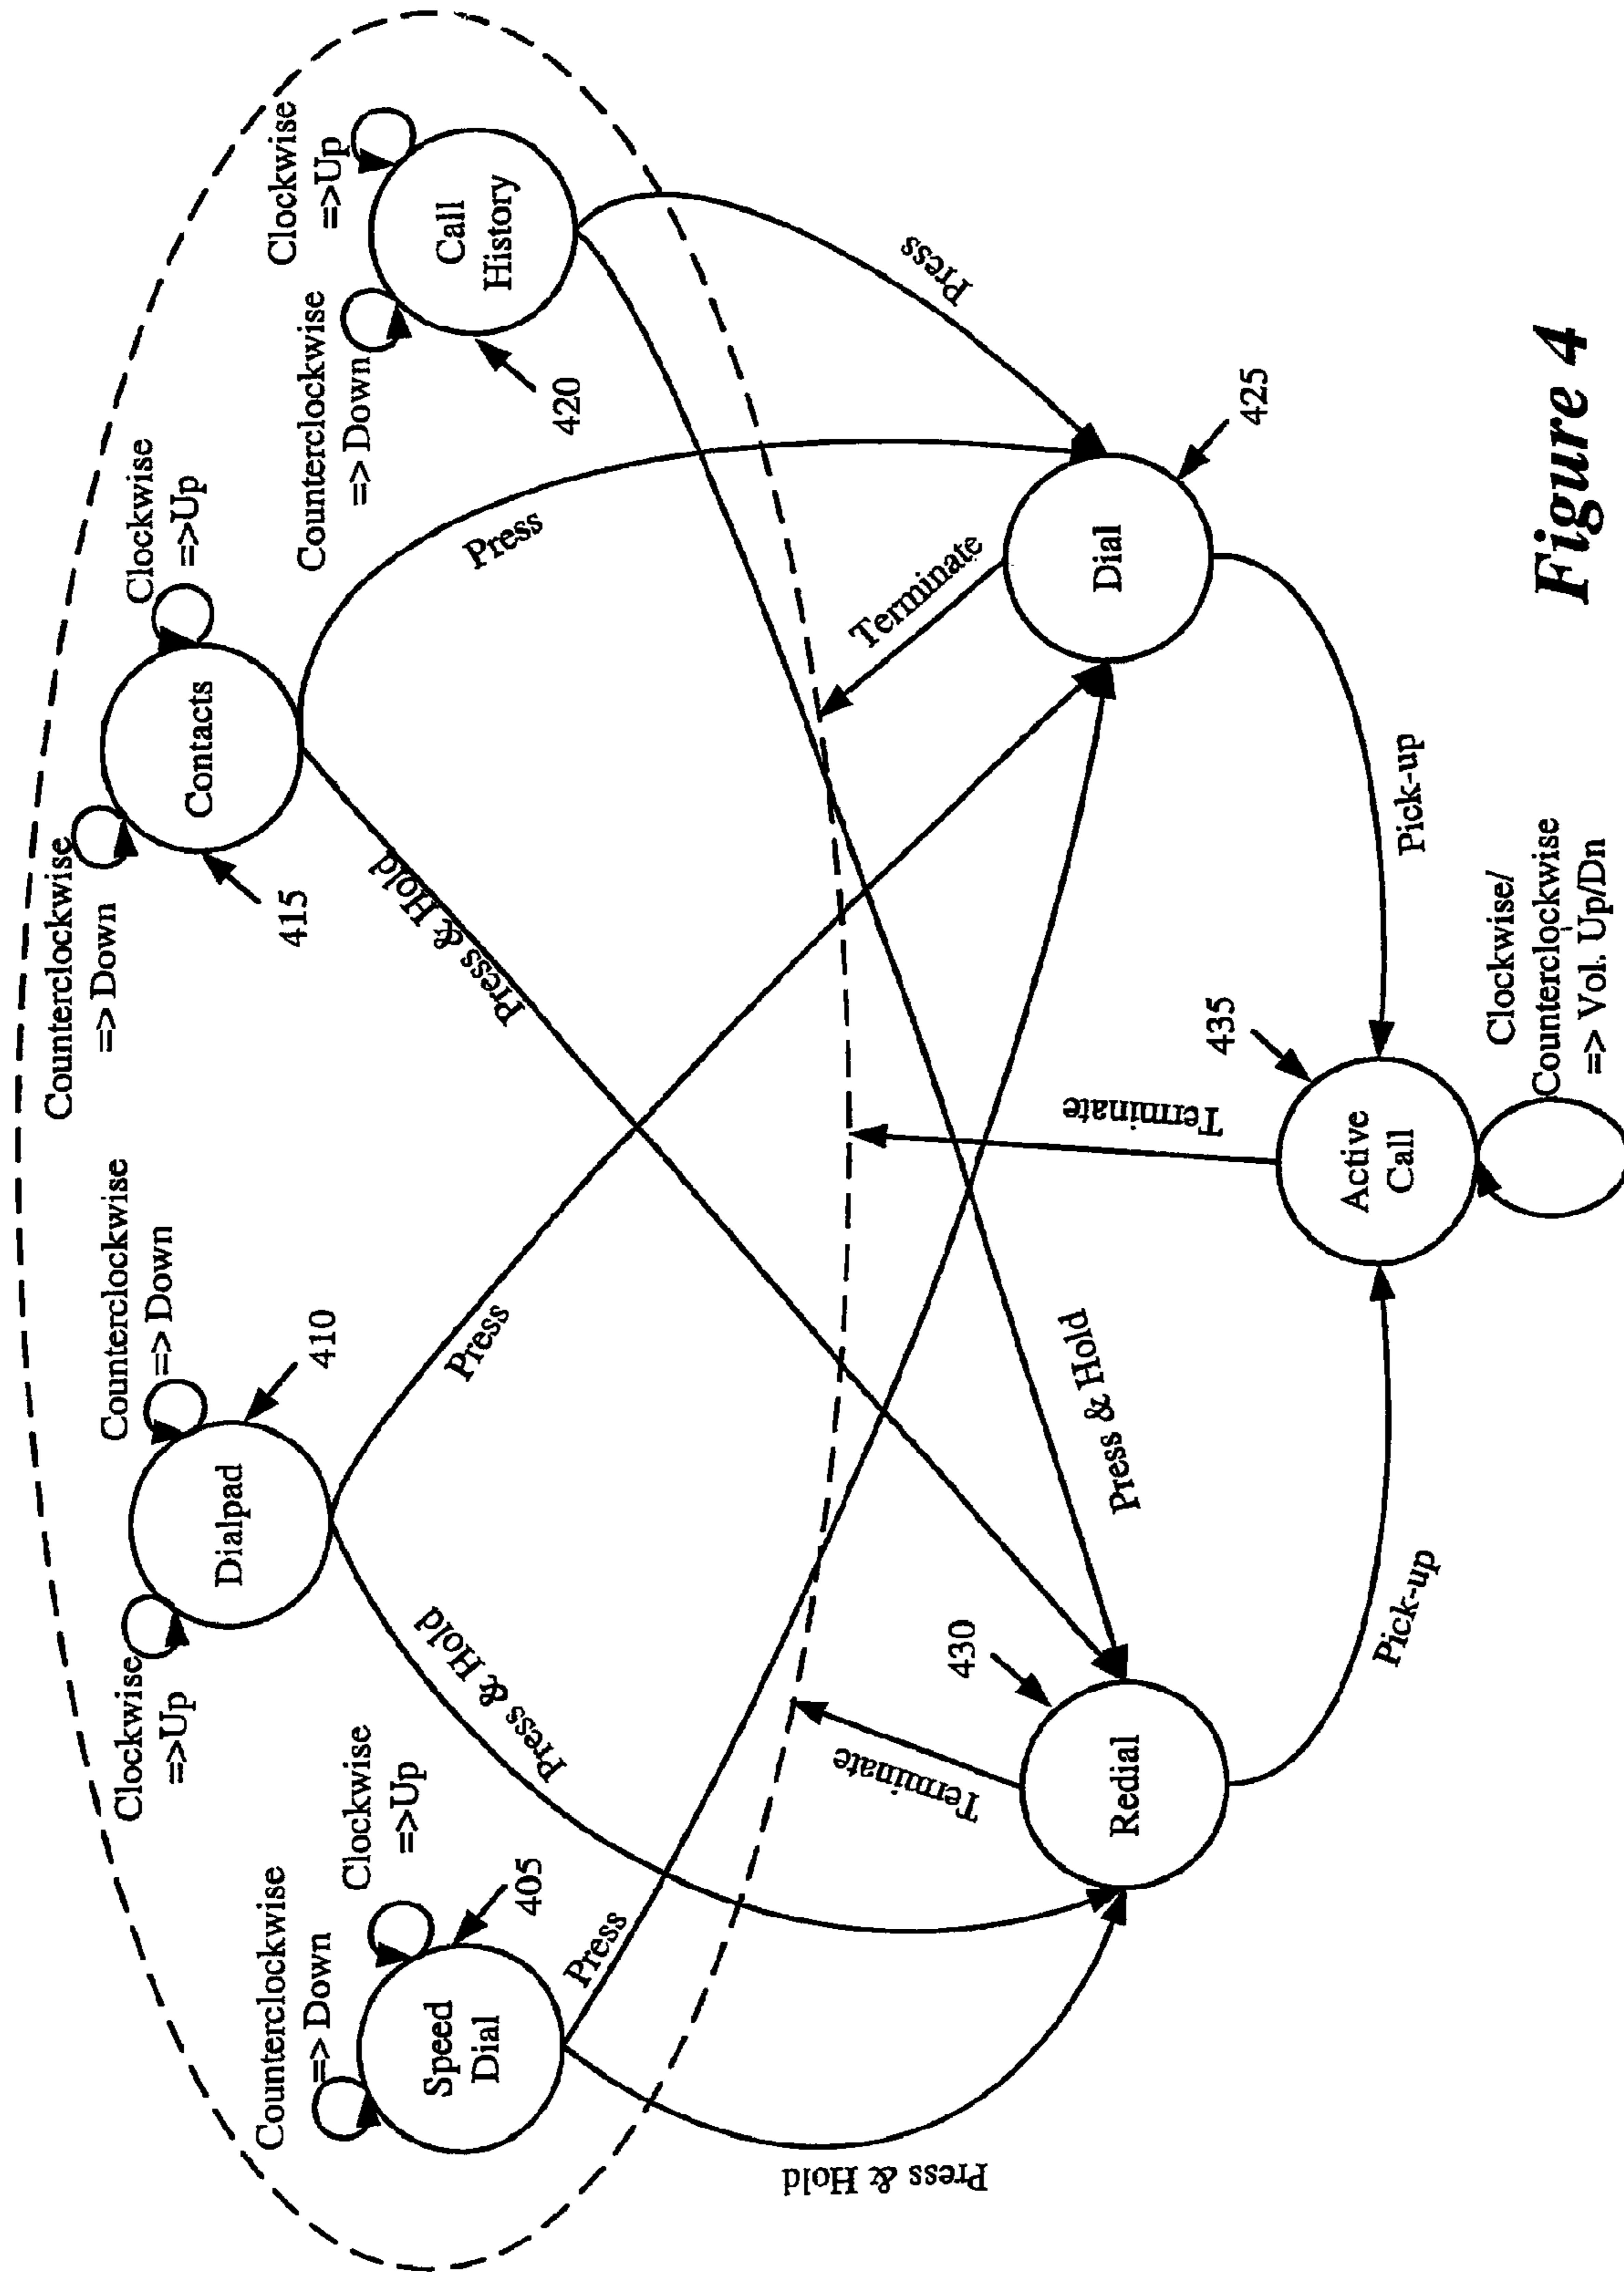 Counterclockwise
=> Down
Clockwise
=>Up
405
Speed
Dial
Clockwise
=>Up
Counterclockwise
=> Down
410
Dialpad
Counterclockwise
=> Down
Clockwise
=>Up
415
Contacts
Counterclockwise
=> Down
Clockwise
=>Up
420
Call
History
Press & Hold
Press
Press & Hold
Press
Press & Hold
Press
Press & Hold
Press
Terminate
430
Redial
Terminate
435
Active
Call
Terminate
Dial
425
Pick-up
Pick-up
Clockwise/
Counterclockwise
=> Vol. Up/Dn
Figure 4